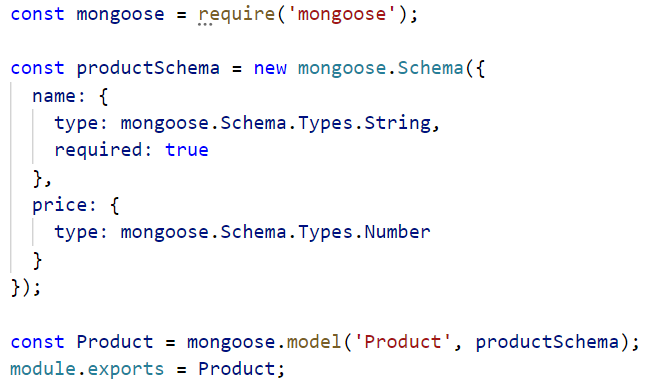 const mongoose = require('mongoose');
const productSchema = new mongoose.Schema({
name: {
type: mongoose.Schema.Types.String,
required: true
},
price: {
type: mongoose.Schema.Types.Number
}
});
const Product = mongoose.model('Product', productSchema);
module.exports = Product;